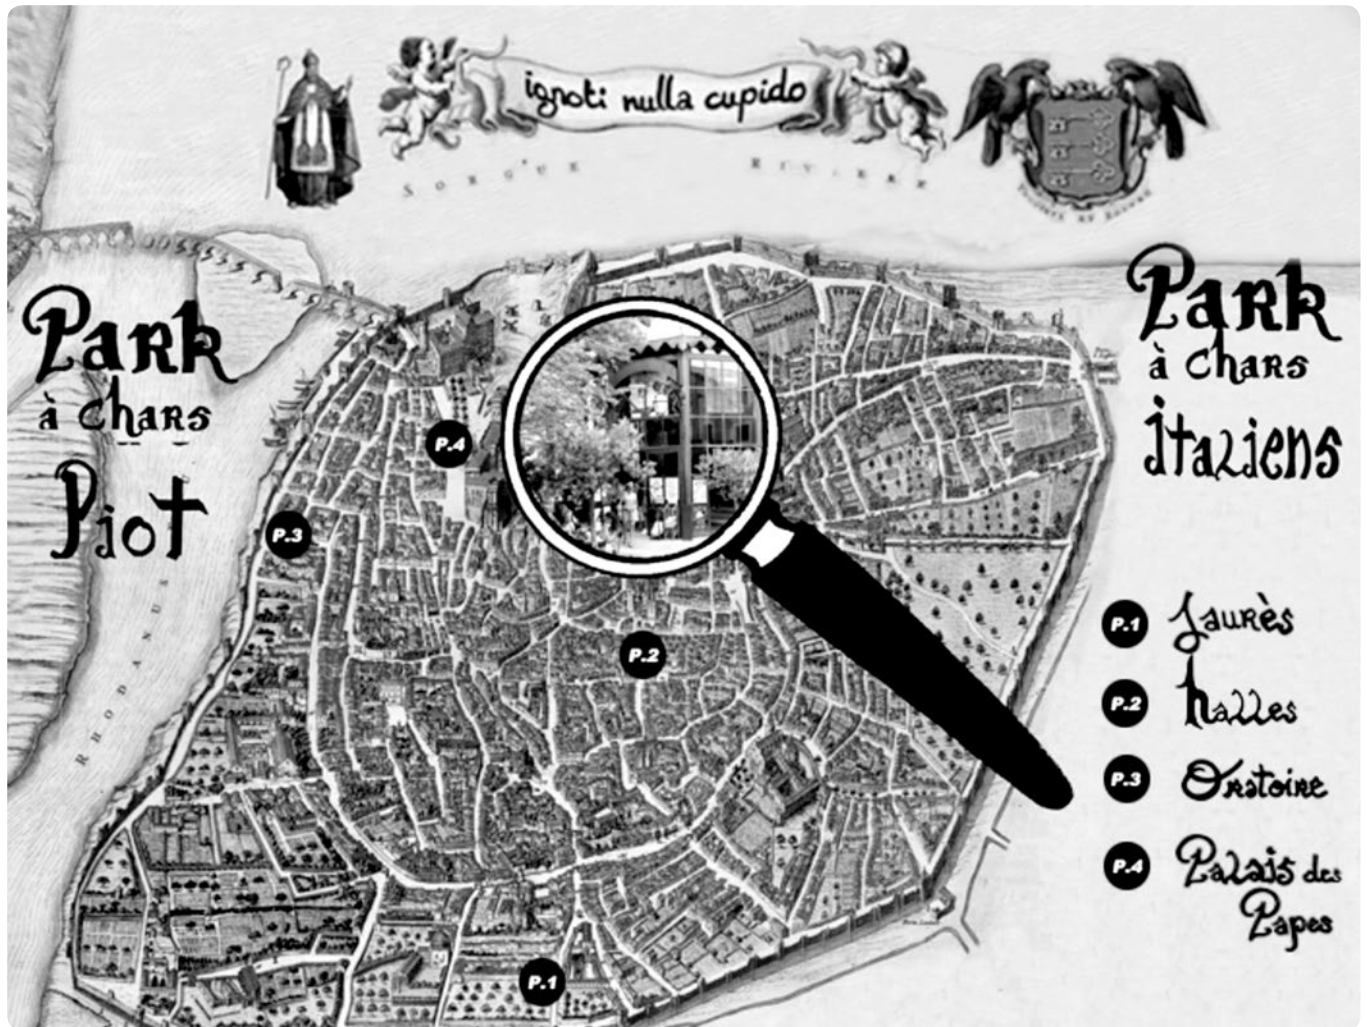 ignoti nulla cupido
SORGUE RIVIERE
Park
à chars
Piot
Park
à chars
italiens
P.4
P.3
P.2
P.1
RHODANUS
P.1 Jaurès
P.2 halles
P.3 Oratoire
P.4 Palais des
Papes